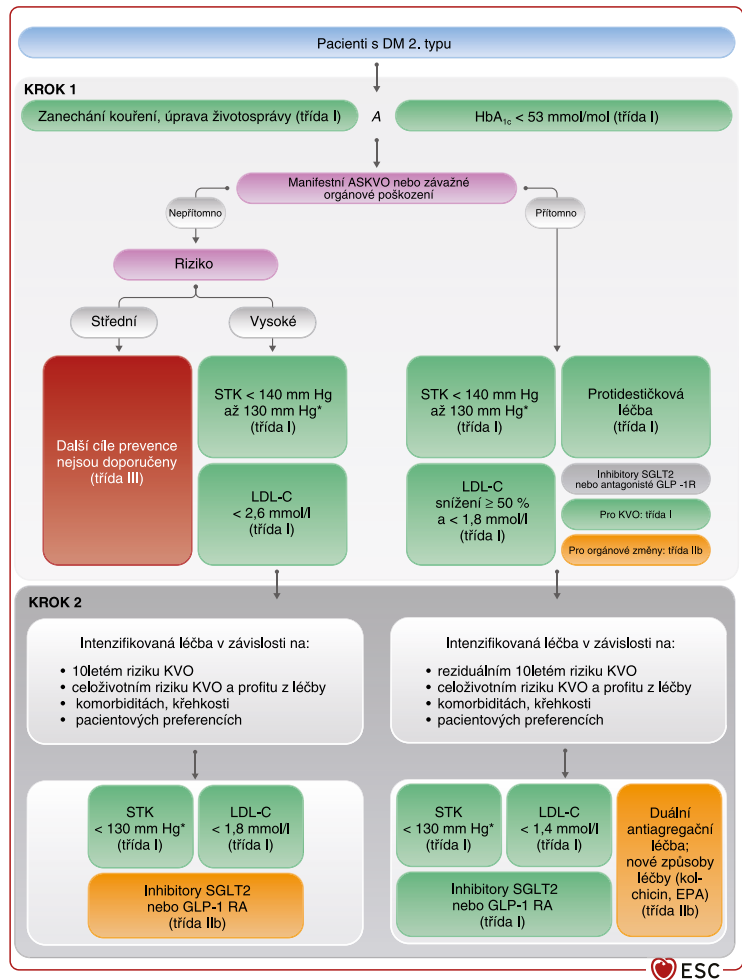 Pacienti s DM 2. typu
KROK 1
Zanechání kouření, úprava životosprávy (třída I)
A
HbA1c < 53 mmol/mol (třída I)
Manifestní ASKVO nebo závažné
orgánové poškození
Nepřítomno
Přítomno
Riziko
Střední
Vysoké
Další cíle prevence
nejsou doporučeny
(třída III)
STK < 140 mm Hg
až 130 mm Hg*
(třída I)
LDL-C
< 2,6 mmol/l
(třída I)
STK < 140 mm Hg
až 130 mm Hg*
(třída I)
LDL-C
snížení ≥ 50 %
a < 1,8 mmol/l
(třída I)
Protidestičková
léčba
(třída I)
Inhibitory SGLT2
nebo antagonisté GLP -1R
Pro KVO: třída I
Pro orgánové změny: třída IIb
KROK 2
Intenzifikovaná léčba v závislosti na:
• 10letém riziku KVO
• celoživotním riziku KVO a profitu z léčby
• komorbiditách, křehkosti
• pacientových preferencích
Intenzifikovaná léčba v závislosti na:
• reziduálním 10letém riziku KVO
• celoživotním riziku KVO a profitu z léčby
• komorbiditách, křehkosti
• pacientových preferencích
STK
< 130 mm Hg*
(třída I)
LDL-C
< 1,8 mmol/l
(třída I)
Inhibitory SGLT2
nebo GLP-1 RA
(třída IIb)
STK
< 130 mm Hg*
(třída I)
LDL-C
< 1,4 mmol/l
(třída I)
Inhibitory SGLT2
nebo GLP-1 RA
(třída I)
Duální
antiagregační
léčba;
nové způsoby
léčby (kol-
chicin, EPA)
(třída IIb)
ESC